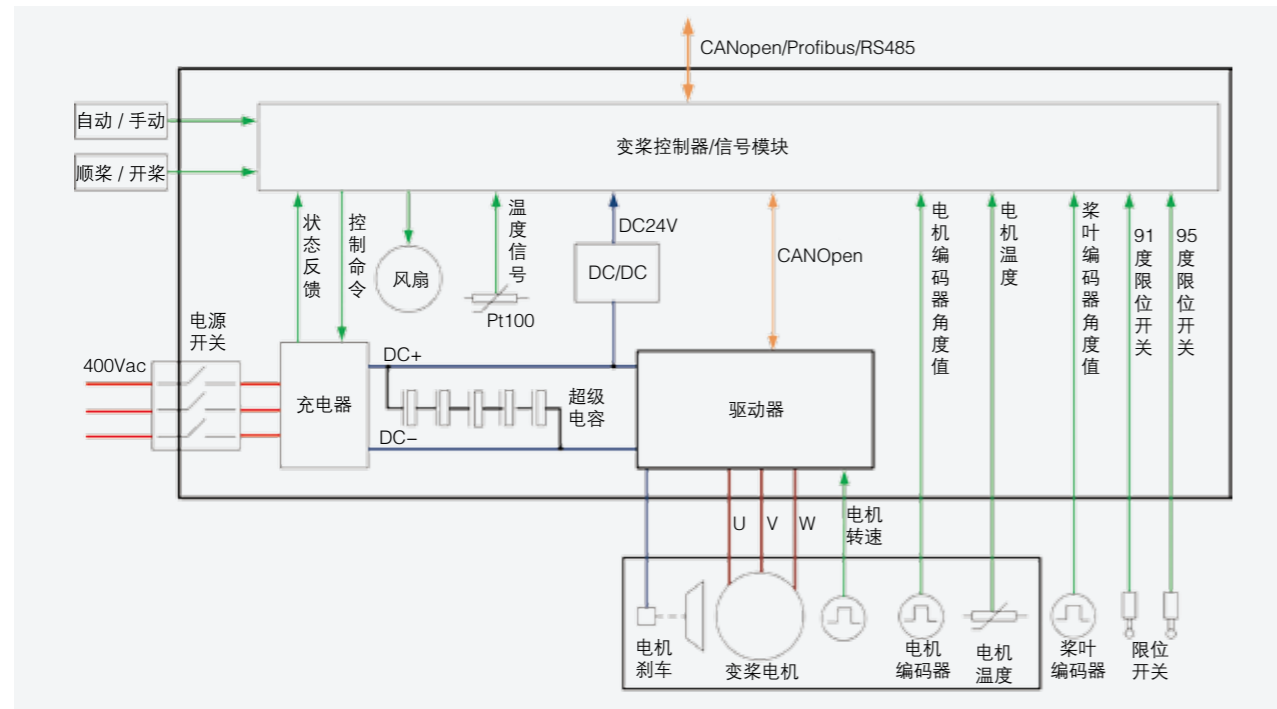 CANopen/Profibus/RS485
自动 / 手动
变桨控制器/信号模块
顺桨 / 开桨
状态反馈
控制命令
风扇
温度信号
Pt100
DC24V
DC/DC
CANOpen
电机编码器角度值
电机温度
桨叶编码器角度值
91度限位开关
95度限位开关
电源
开关
400Vac
充电器
DC+
超级
电容
DC−
驱动器
U
V
W
电机
转速
电机
刹车
变桨电机
电机
编码器
电机
温度
桨叶
编码器
限位
开关